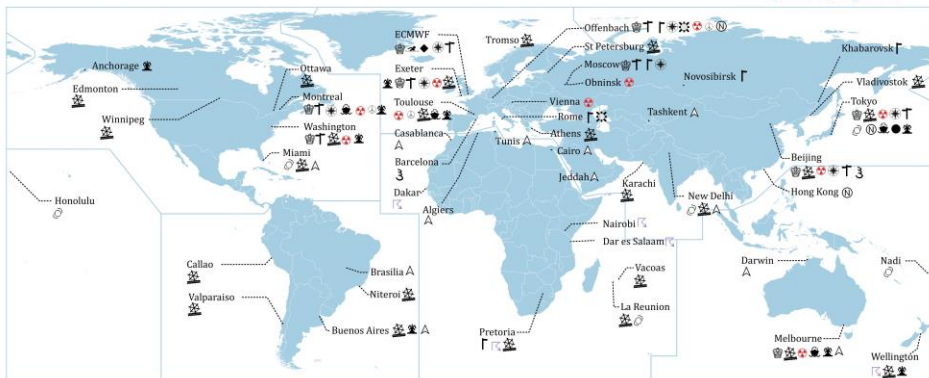 ECMWF
Offenbach
N
Tromso
St Petersburg
Khabarovsk
Anchorage
Ottawa
Exeter
Moscow
Edmonton
Montreal
Obninsk
Novosibirsk
Vladivostok
Toulouse
Vienna
Tokyo
Winnipeg
Washington
Rome
Tashkent
N
Casablanca
Athens
Miami
Tunis
Cairo
Barcelona
Beijing
Jeddah
Karachi
New Delhi
Hong Kong N
Dakar
Honolulu
Algiers
Nairobi
Dar es Salaam
Callao
Brasilia
Vacoas
Darwin
Nadi
Niteroi
Valparaiso
La Reunion
Buenos Aires
Pretoria
Melbourne
Wellington